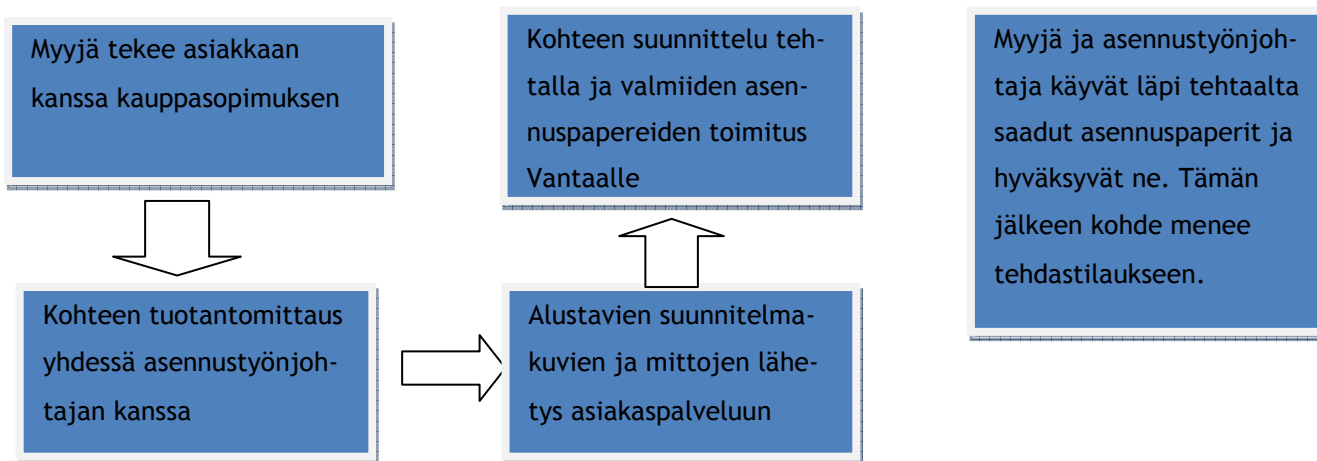 Myyjä tekee asiakkaan
kanssa kauppasopimuksen
Kohteen tuotantomittaus
yhdessä asennustyönjoh-
tajan kanssa
Alustavien suunnitelma-
kuvien ja mittojen lähe-
tys asiakaspalveluun
Kohteen suunnittelu teh-
talla ja valmiiden asen-
nuspapereiden toimitus
Vantaalle
Myyjä ja asennustyönjoh-
taja käyvät läpi tehtaalta
saadut asennuspaperit ja
hyväksyvät ne. Tämän
jälkeen kohde menee
tehdastilaukseen.